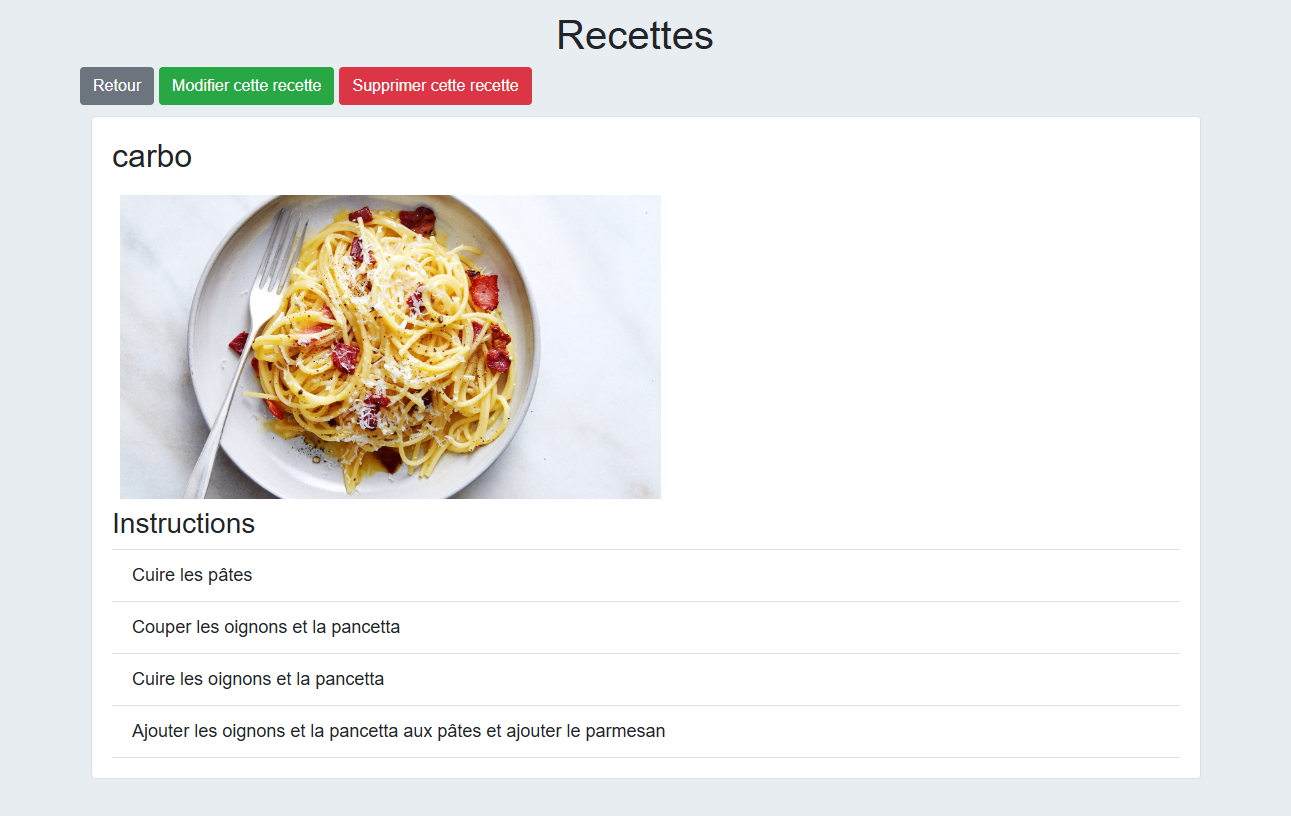 Recettes
Retour
Modifier cette recette
Supprimer cette recette
carbo
Instructions
Cuire les pâtes
Couper les oignons et la pancetta
Cuire les oignons et la pancetta
Ajouter les oignons et la pancetta aux pâtes et ajouter le parmesan